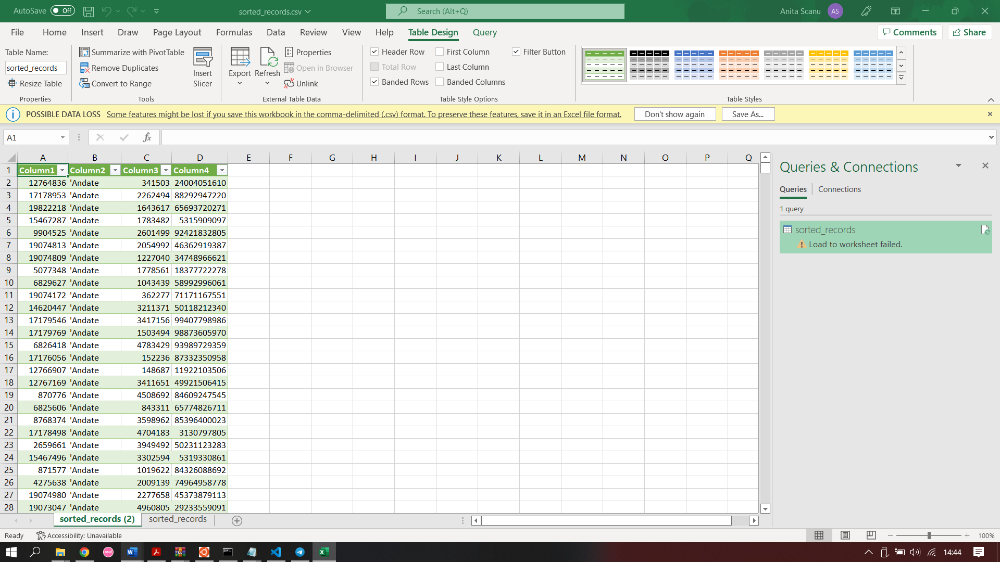 AutoSave Off sorted_records.csv Search (Alt+Q) Anita Scanu AS
File Home Insert Draw Page Layout Formulas Data Review View Help Table Design Query Comments Share
Table Name:
sorted_records
Resize Table
Properties
Summarize with PivotTable
Remove Duplicates
Convert to Range
Insert
Slicer
Tools
Export
Refresh
Properties
Open in Browser
Unlink
External Table Data
Header Row First Column Filter Button
Total Row Last Column
Banded Rows Banded Columns
Table Style Options
Table Styles
POSSIBLE DATA LOSS Some features might be lost if you save this workbook in the comma-delimited (.csv) format. To preserve these features, save it in an Excel file format. Don't show again Save As...
A1 fx
A B C D E F G H I J K L M N O P Q
1 Column1 Column2 Column3 Column4
2 12764836 'Andate 341503 24004051610
3 17178953 'Andate 2262494 88292947220
4 19822218 'Andate 1643617 65693720271
5 15467287 'Andate 1783482 5315909097
6 9904525 'Andate 2601499 92421832805
7 19074813 'Andate 2054992 46362919387
8 19074809 'Andate 1227040 34748966621
9 5077348 'Andate 1778561 18377722278
10 6829627 'Andate 1043439 58992996061
11 19074172 'Andate 362277 71171167551
12 14620447 'Andate 3211371 50118212340
13 17179546 'Andate 3417156 99407798986
14 17179769 'Andate 1503494 98873605970
15 6826418 'Andate 4783429 93989729359
16 17176056 'Andate 152236 87332350958
17 12766907 'Andate 148687 11922103506
18 12767169 'Andate 3411651 49921506415
19 870776 'Andate 4508692 84609247545
20 6825606 'Andate 843311 65774826711
21 8768374 'Andate 3598962 85396400023
22 17178498 'Andate 4704183 3130797805
23 2659661 'Andate 3949492 50231123283
24 15467496 'Andate 3302594 5319330861
25 871577 'Andate 1019622 84326088692
26 4275638 'Andate 2009139 74964958778
27 19074980 'Andate 2277658 45373879113
28 19073047 'Andate 4960805 29233559091
Queries & Connections
Queries Connections
1 query
sorted_records
Load to worksheet failed.
sorted_records (2) sorted_records
Ready Accessibility: Unavailable 100%
osu! 14:44